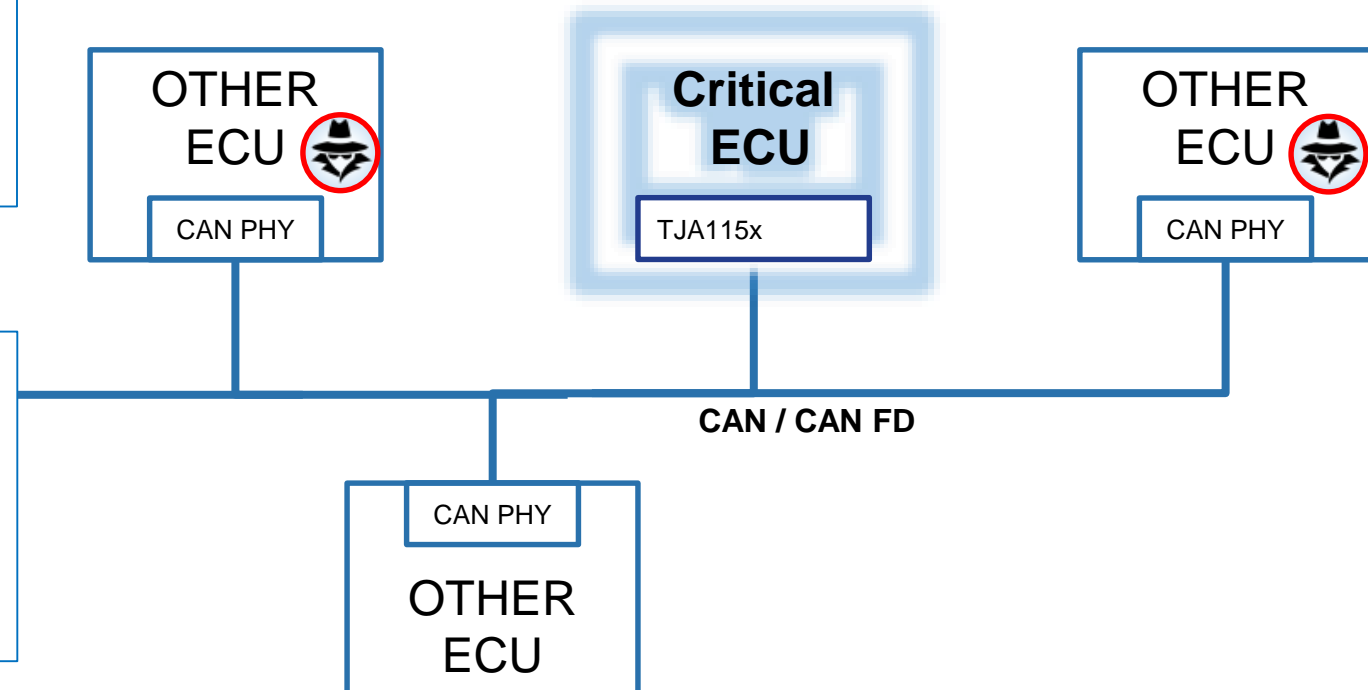 OTHER
ECU
CAN PHY
Critical
ECU
TJA115x
OTHER
ECU
CAN PHY
CAN / CAN FD
CAN PHY
OTHER
ECU